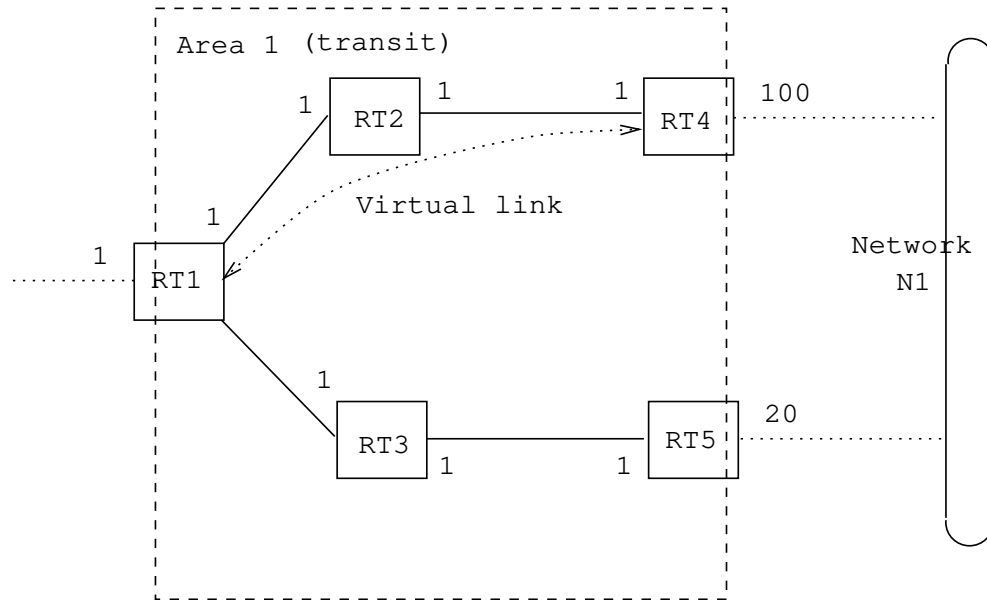 Area 1 (transit)
1
1
1
100
RT2
RT4
Virtual link
1
1
Network
N1
RT1
1
20
RT3
RT5
1
1